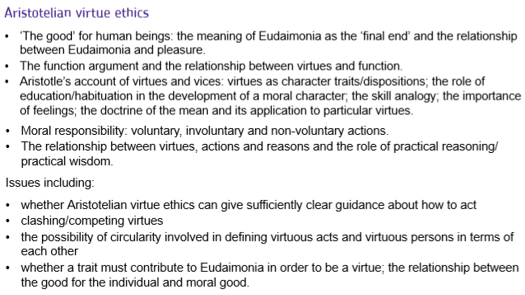 Aristotelian virtue ethics
• 'The good' for human beings: the meaning of Eudaimonia as the 'final end' and the relationship
between Eudaimonia and pleasure.
• The function argument and the relationship between virtues and function.
• Aristotle's account of virtues and vices: virtues as character traits/dispositions; the role of
education/habituation in the development of a moral character; the skill analogy; the importance
of feelings; the doctrine of the mean and its application to particular virtues.
• Moral responsibility: voluntary, involuntary and non-voluntary actions.
• The relationship between virtues, actions and reasons and the role of practical reasoning/
practical wisdom.
Issues including:
• whether Aristotelian virtue ethics can give sufficiently clear guidance about how to act
• clashing/competing virtues
• the possibility of circularity involved in defining virtuous acts and virtuous persons in terms of
each other
• whether a trait must contribute to Eudaimonia in order to be a virtue; the relationship between
the good for the individual and moral good.